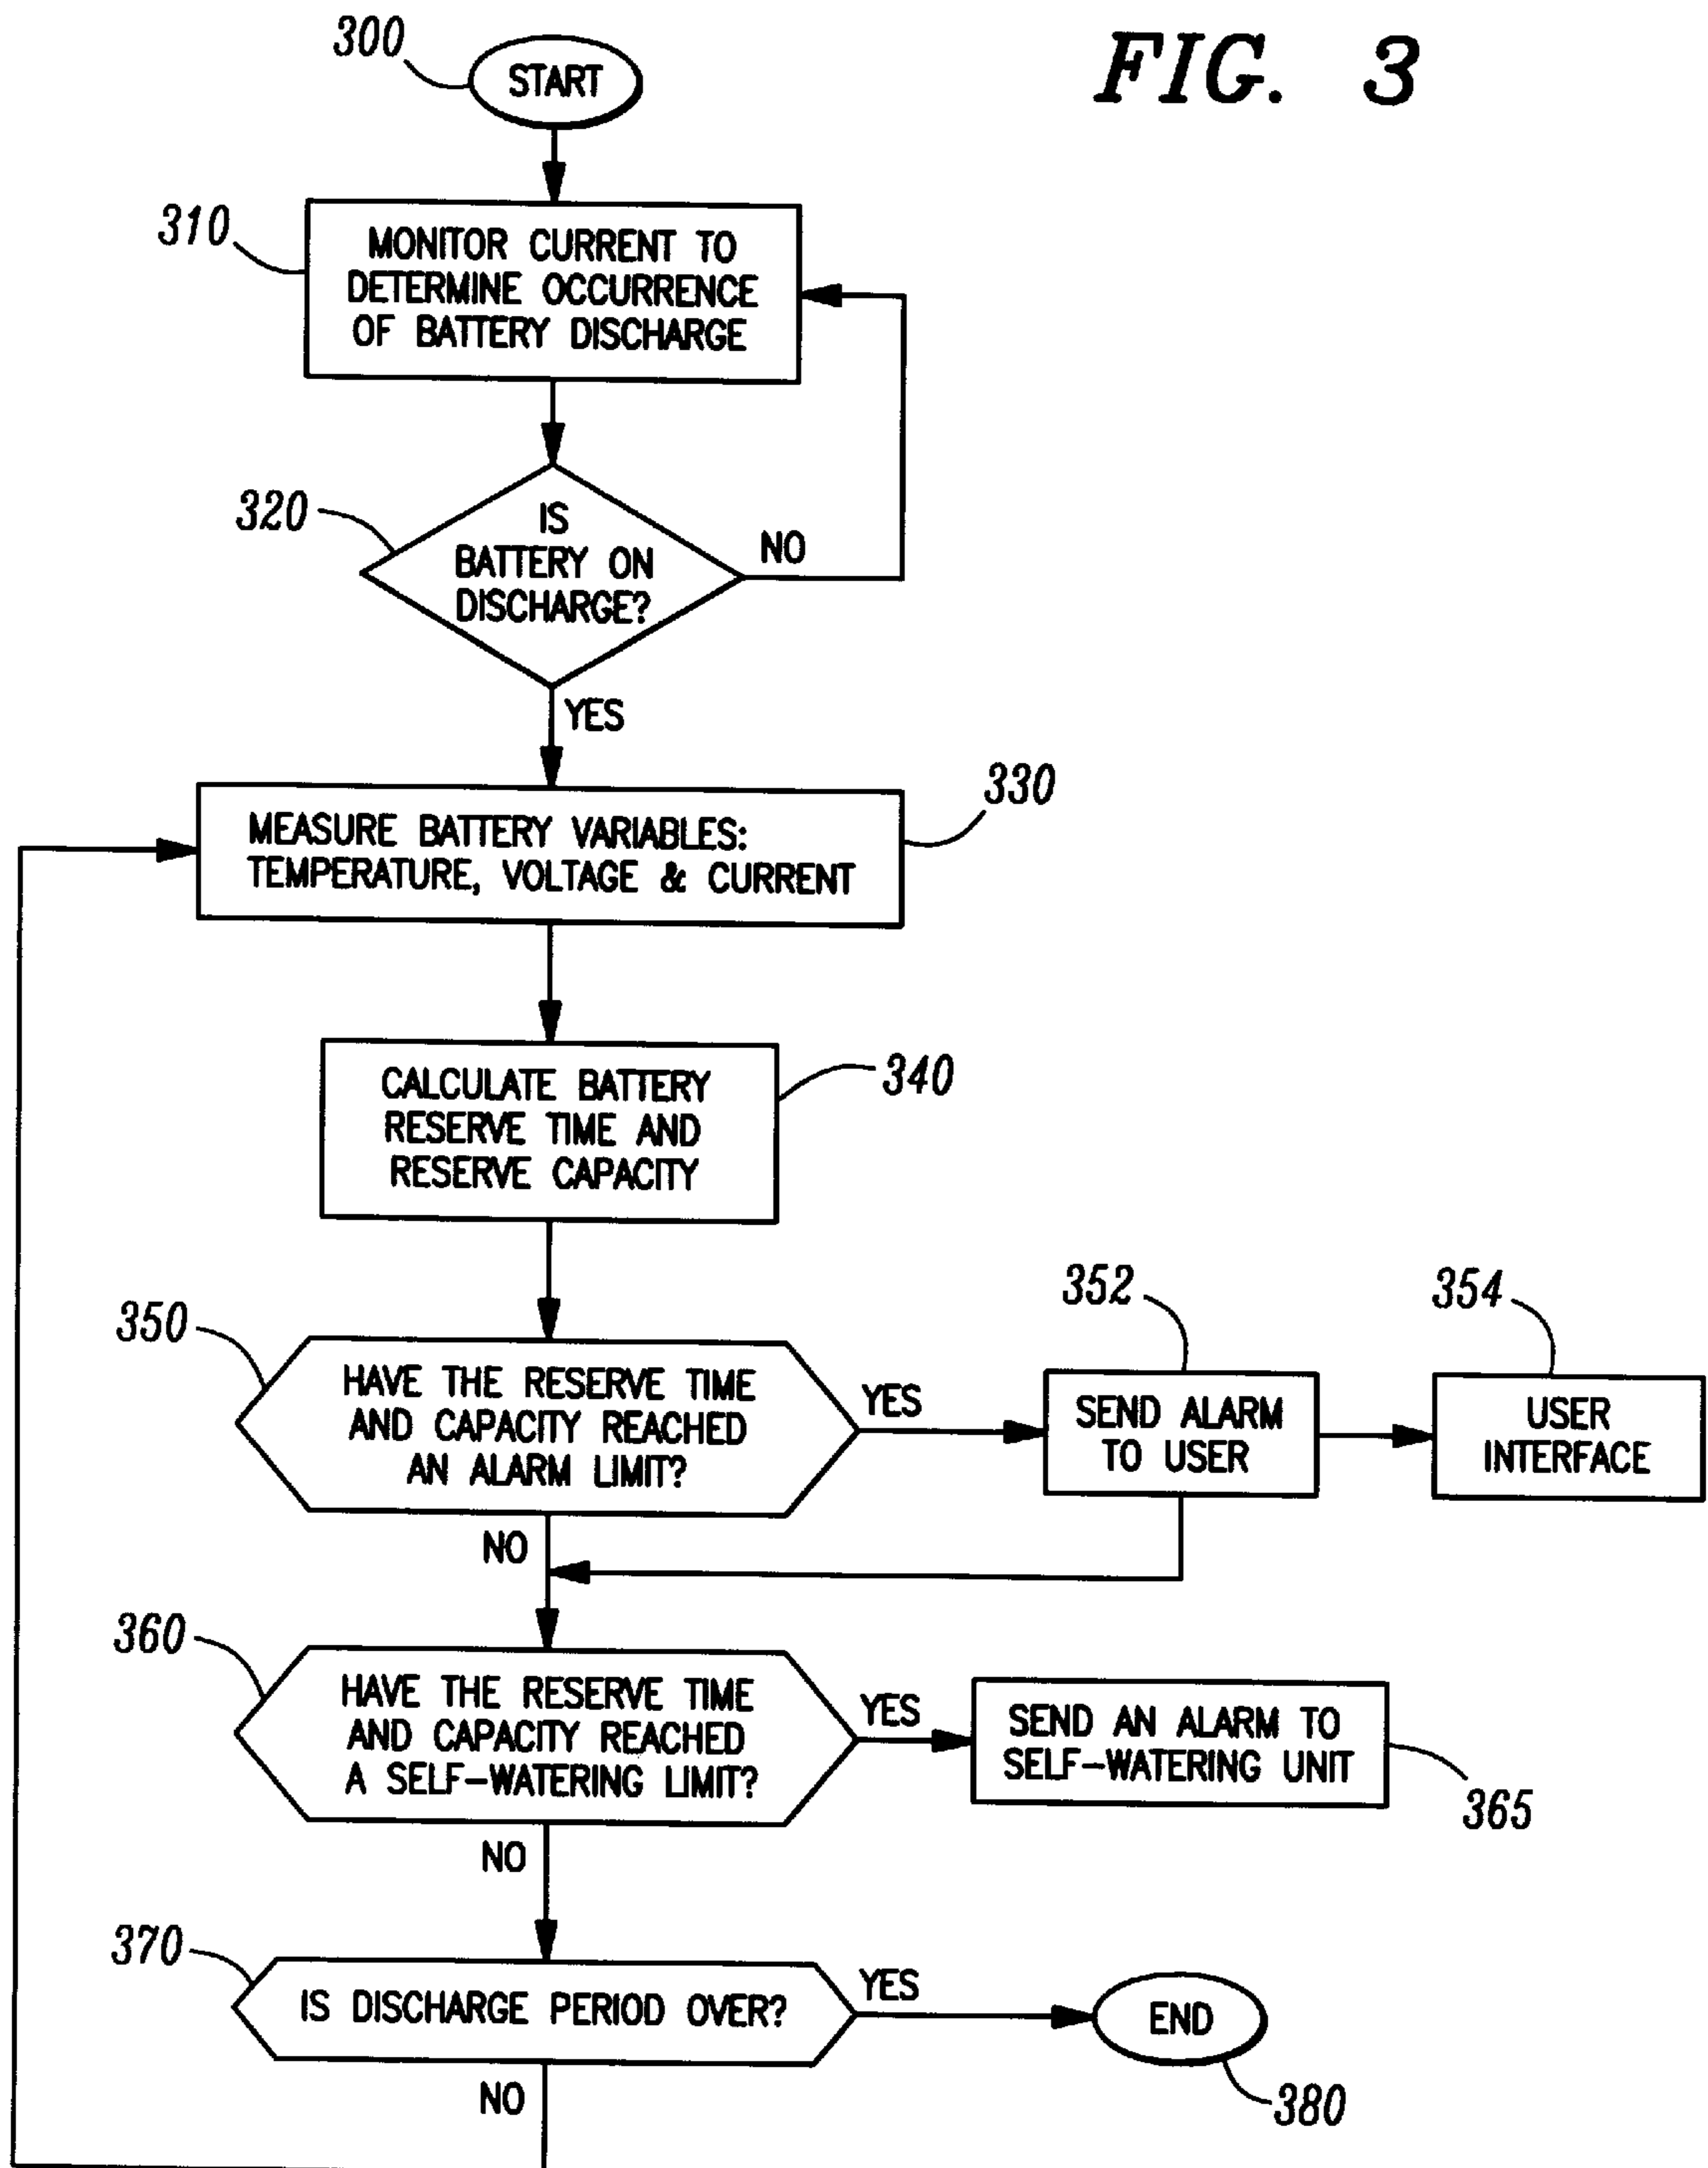 FIG. 3
300
START
310
MONITOR CURRENT TO
DETERMINE OCCURRENCE
OF BATTERY DISCHARGE
320
IS
BATTERY ON
DISCHARGE?
NO
YES
330
MEASURE BATTERY VARIABLES:
TEMPERATURE, VOLTAGE & CURRENT
340
CALCULATE BATTERY
RESERVE TIME AND
RESERVE CAPACITY
350
HAVE THE RESERVE TIME
AND CAPACITY REACHED
AN ALARM LIMIT?
YES
352
SEND ALARM
TO USER
354
USER
INTERFACE
NO
360
HAVE THE RESERVE TIME
AND CAPACITY REACHED
A SELF-WATERING LIMIT?
YES
SEND AN ALARM TO
SELF-WATERING UNIT
365
NO
370
IS DISCHARGE PERIOD OVER?
YES
END
380
NO